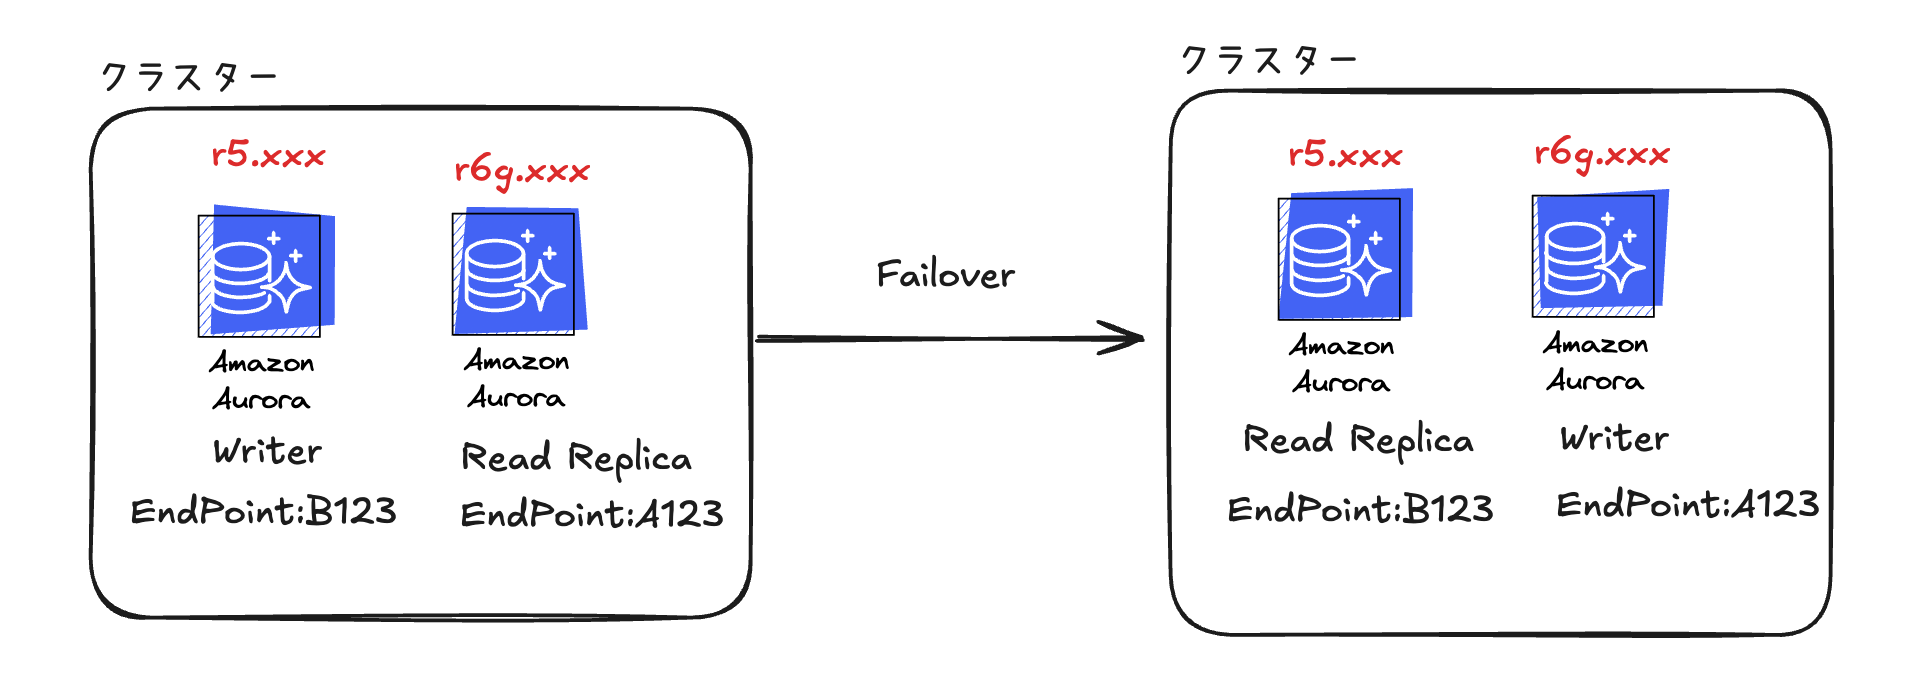 クラスター
r5.xxx
r6g.xxx
Amazon
Aurora
Writer
EndPoint:B123
Amazon
Aurora
Read Replica
EndPoint:A123
Failover
クラスター
r5.xxx
r6g.xxx
Amazon
Aurora
Read Replica
EndPoint:B123
Amazon
Aurora
Writer
EndPoint:A123